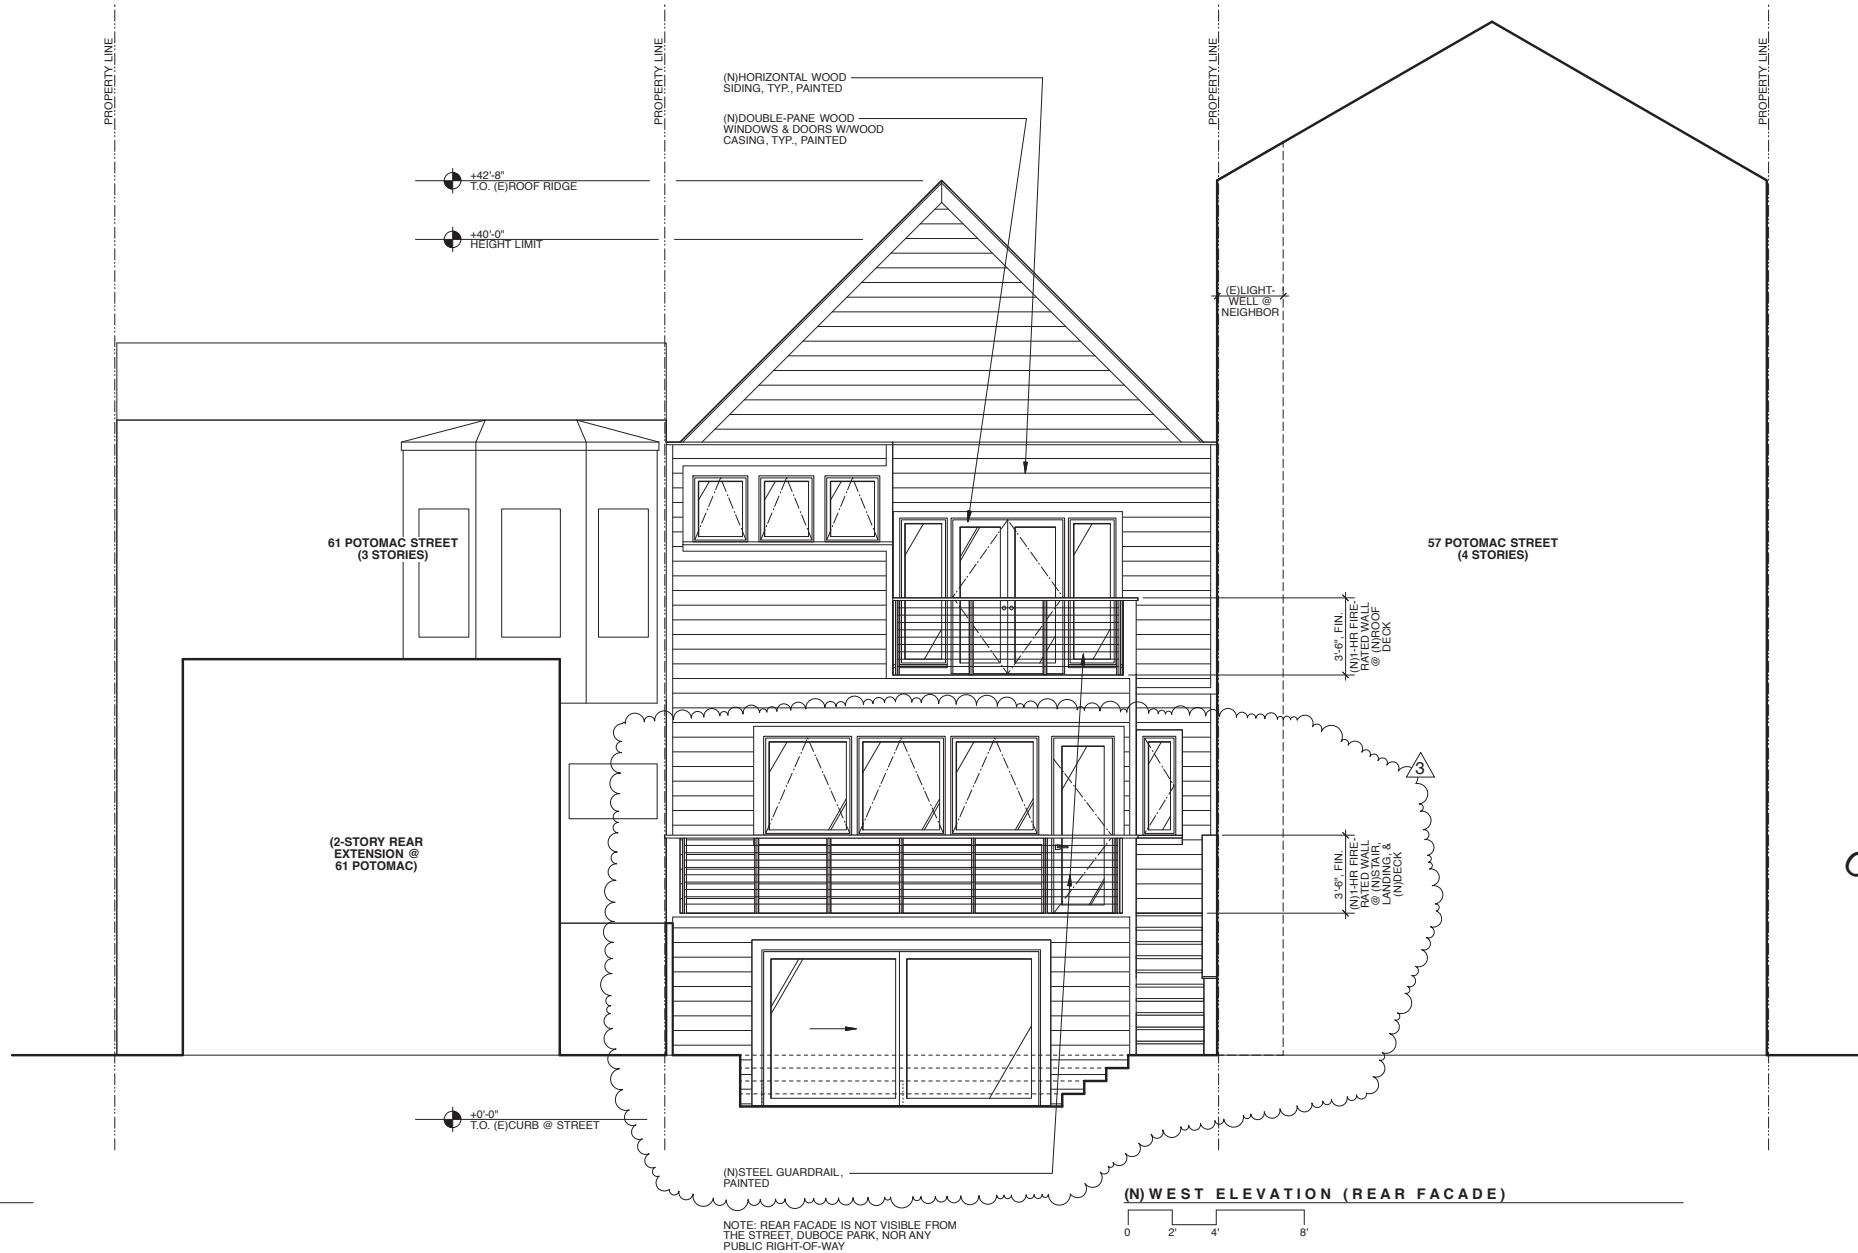 PROPERTY LINE
PROPERTY LINE
PROPERTY LINE
PROPERTY LINE
(N)HORIZONTAL WOOD
SIDING, TYP., PAINTED
(N)DOUBLE-PANE WOOD
WINDOWS & DOORS W/WOOD
CASING, TYP., PAINTED
+42'-8"
T.O. (E)ROOF RIDGE
+40'-0"
HEIGHT LIMIT
(E)LIGHT-
WELL @
NEIGHBOR
61 POTOMAC STREET
(3 STORIES)
57 POTOMAC STREET
(4 STORIES)
3'-6", FIN.
(N)1-HR FIRE-
RATED WALL
@ (N)ROOF
DECK
3
(2-STORY REAR
EXTENSION @
61 POTOMAC)
3'-6", FIN.
(N)1-HR FIRE-
RATED WALL
@ (N)STAIR,
LANDING, &
(N)DECK
+0'-0"
T.O. (E)CURB @ STREET
(N)STEEL GUARDRAIL,
PAINTED
(N) WEST ELEVATION (REAR FACADE)
0 2' 4' 8'
NOTE: REAR FACADE IS NOT VISIBLE FROM
THE STREET, DUBOCE PARK, NOR ANY
PUBLIC RIGHT-OF-WAY